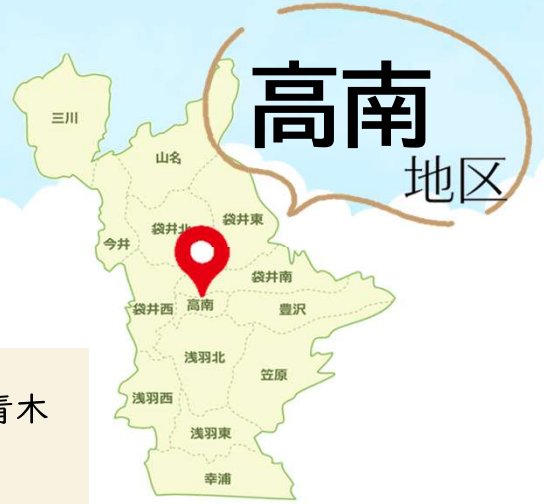 高南
地区
三川
山名
袋井東
袋井北
今井
袋井南
袋井西
高南
豊沢
浅羽北
笠原
浅羽西
青木
浅羽東
幸浦